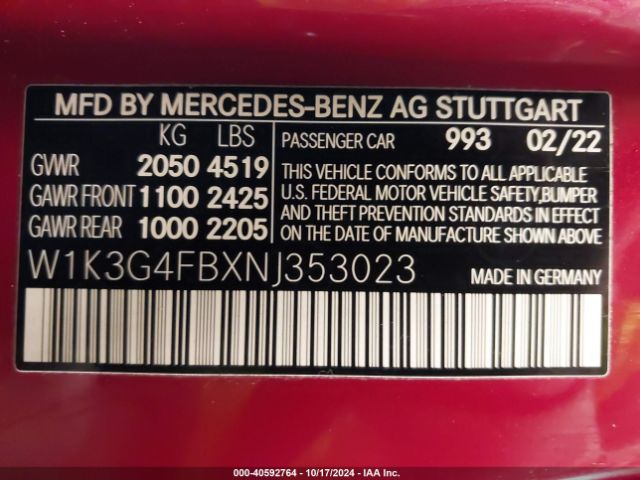 MFD BY MERCEDES-BENZ AG STUTTGART
KG LBS
GVWR 2050 4519
GAWR FRONT 1100 2425
GAWR REAR 1000 2205
PASSENGER CAR 993 02/22
THIS VEHICLE CONFORMS TO ALL APPLICABLE
U.S. FEDERAL MOTOR VEHICLE SAFETY,BUMPER
AND THEFT PREVENTION STANDARDS IN EFFECT
ON THE DATE OF MANUFACTURE SHOWN ABOVE.
W1K3G4FBXNJ353023
MADE IN GERMANY
000-40592764 | 10/17/2024 | IAA Inc.